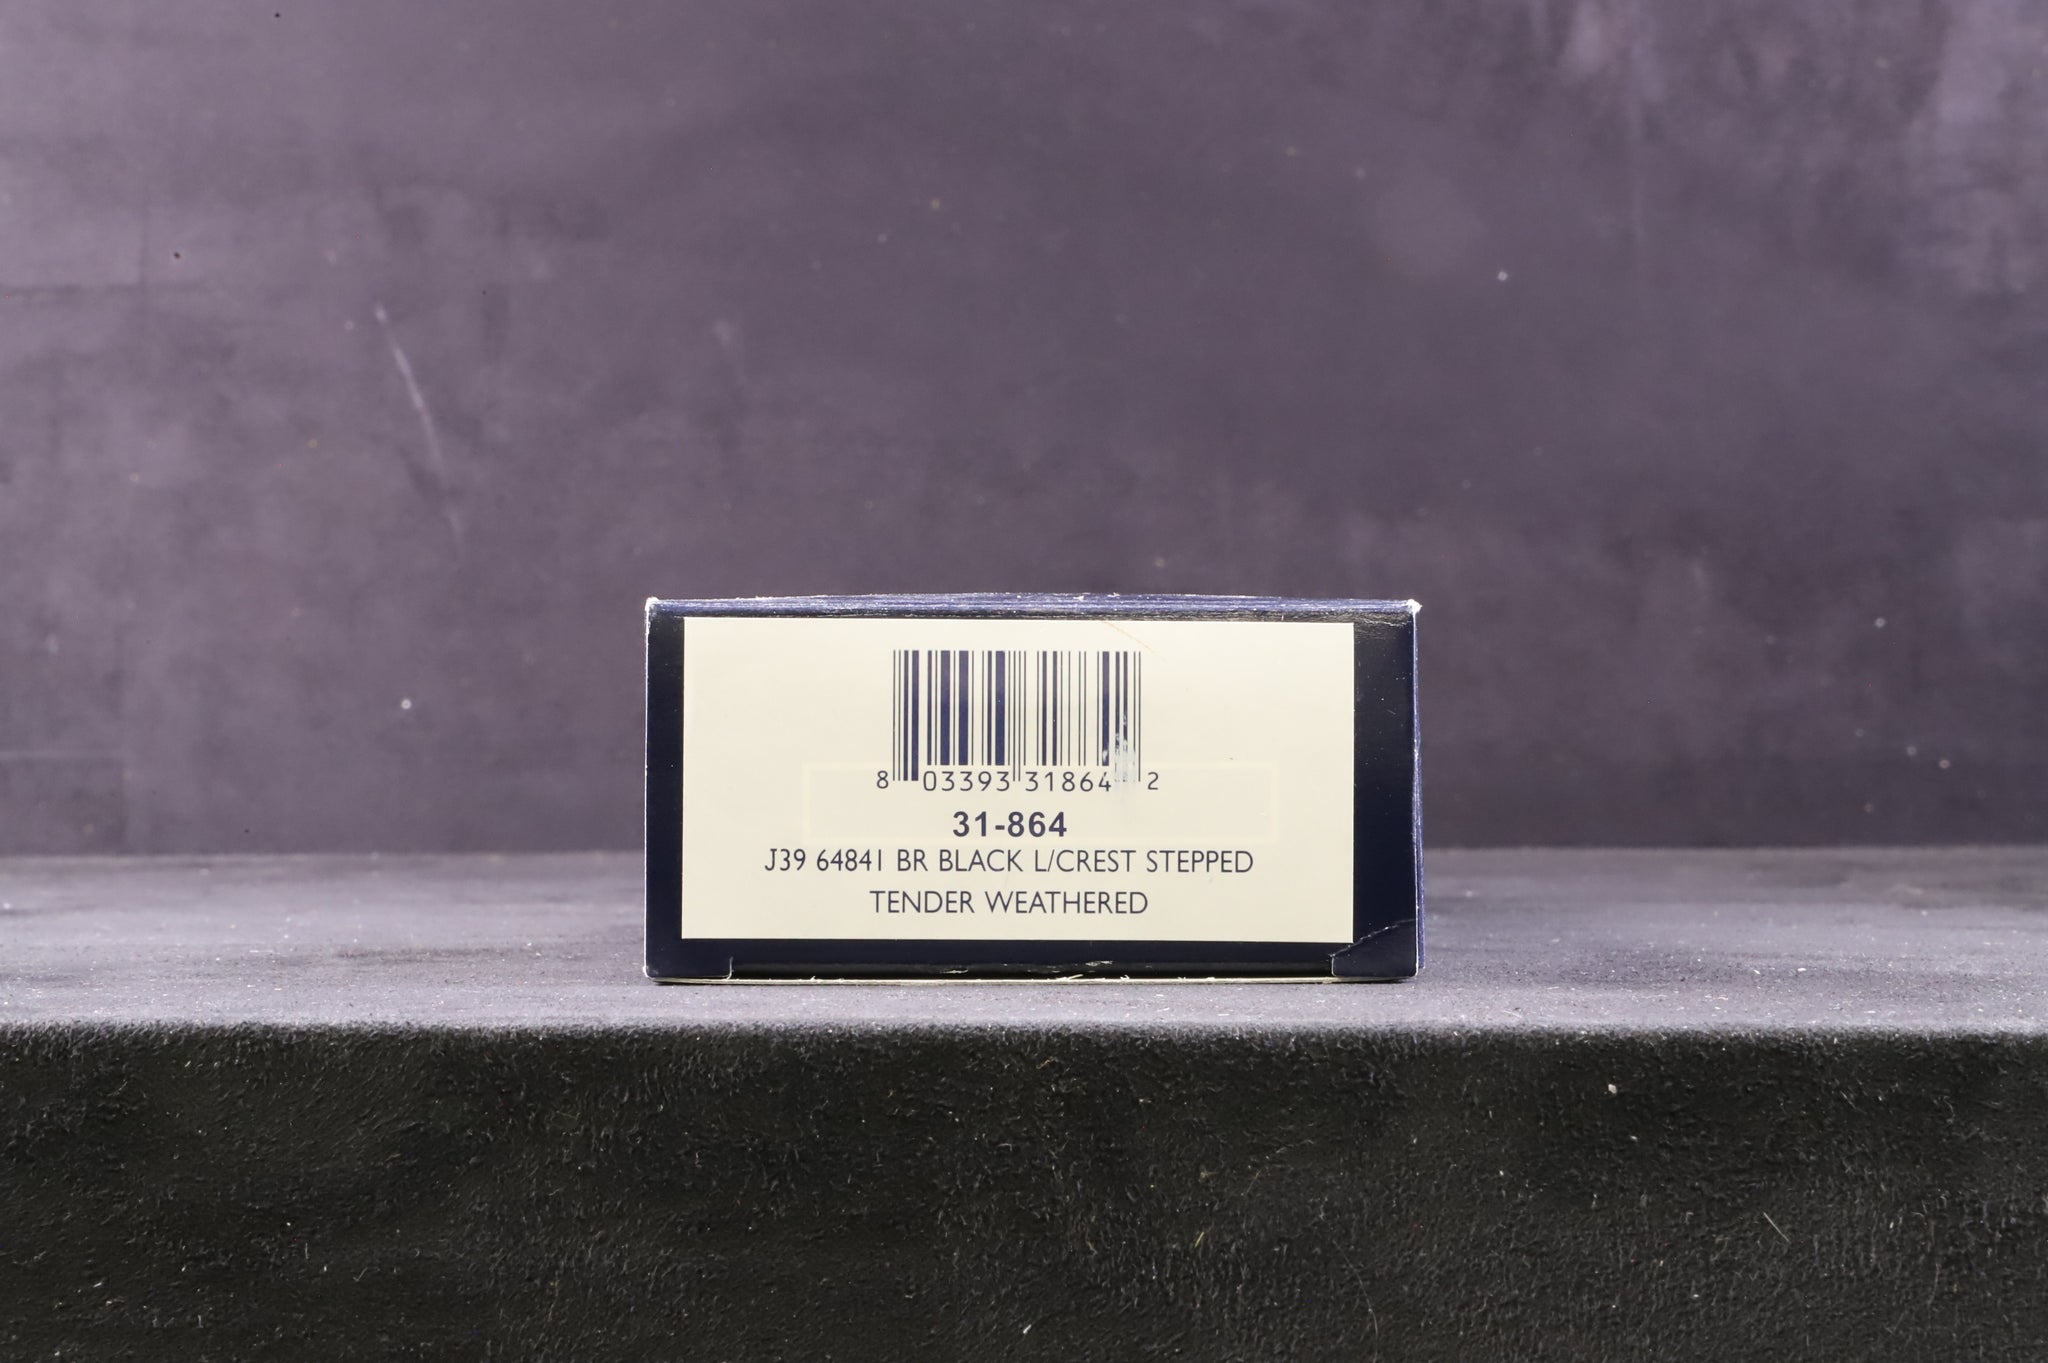 8 03393 31864 2
31-864
J39 64841 BR BLACK L/CREST STEPPED
TENDER WEATHERED